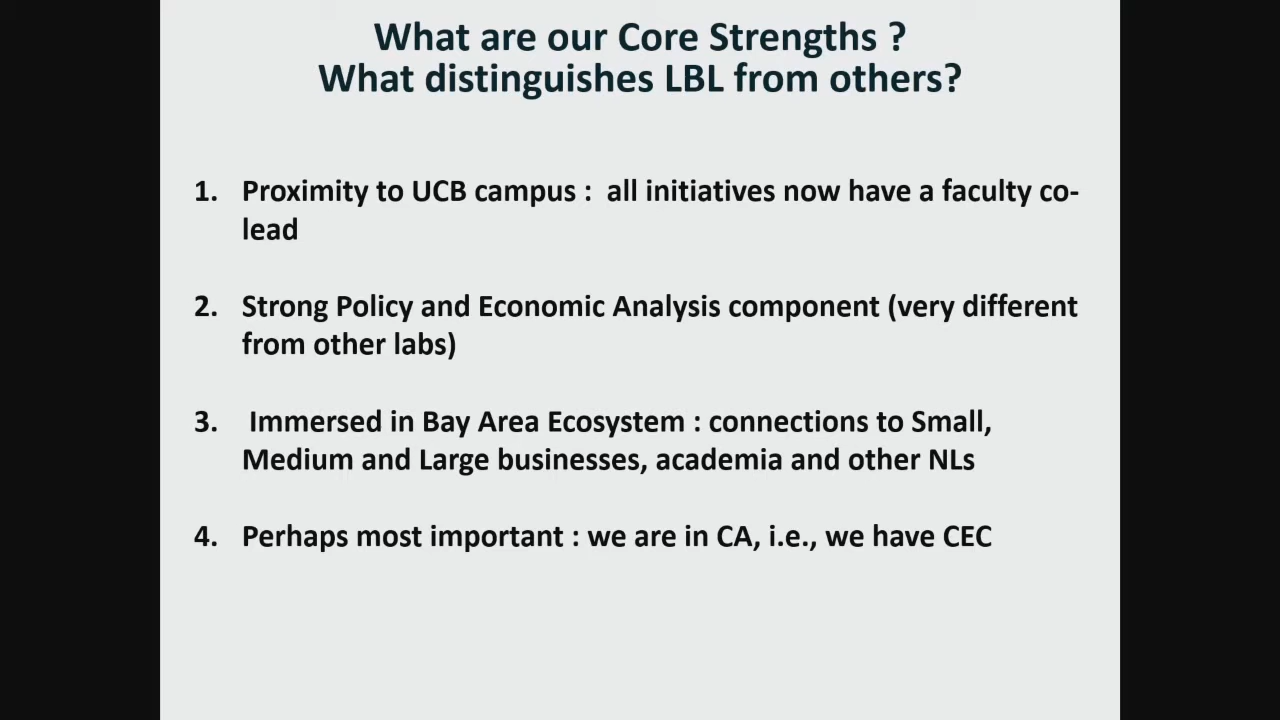 What are our Core Strengths ?
What distinguishes LBL from others?
1. Proximity to UCB campus : all initiatives now have a faculty co-
lead
2. Strong Policy and Economic Analysis component (very different
from other labs)
3. Immersed in Bay Area Ecosystem : connections to Small,
Medium and Large businesses, academia and other NLs
4. Perhaps most important : we are in CA, i.e., we have CEC